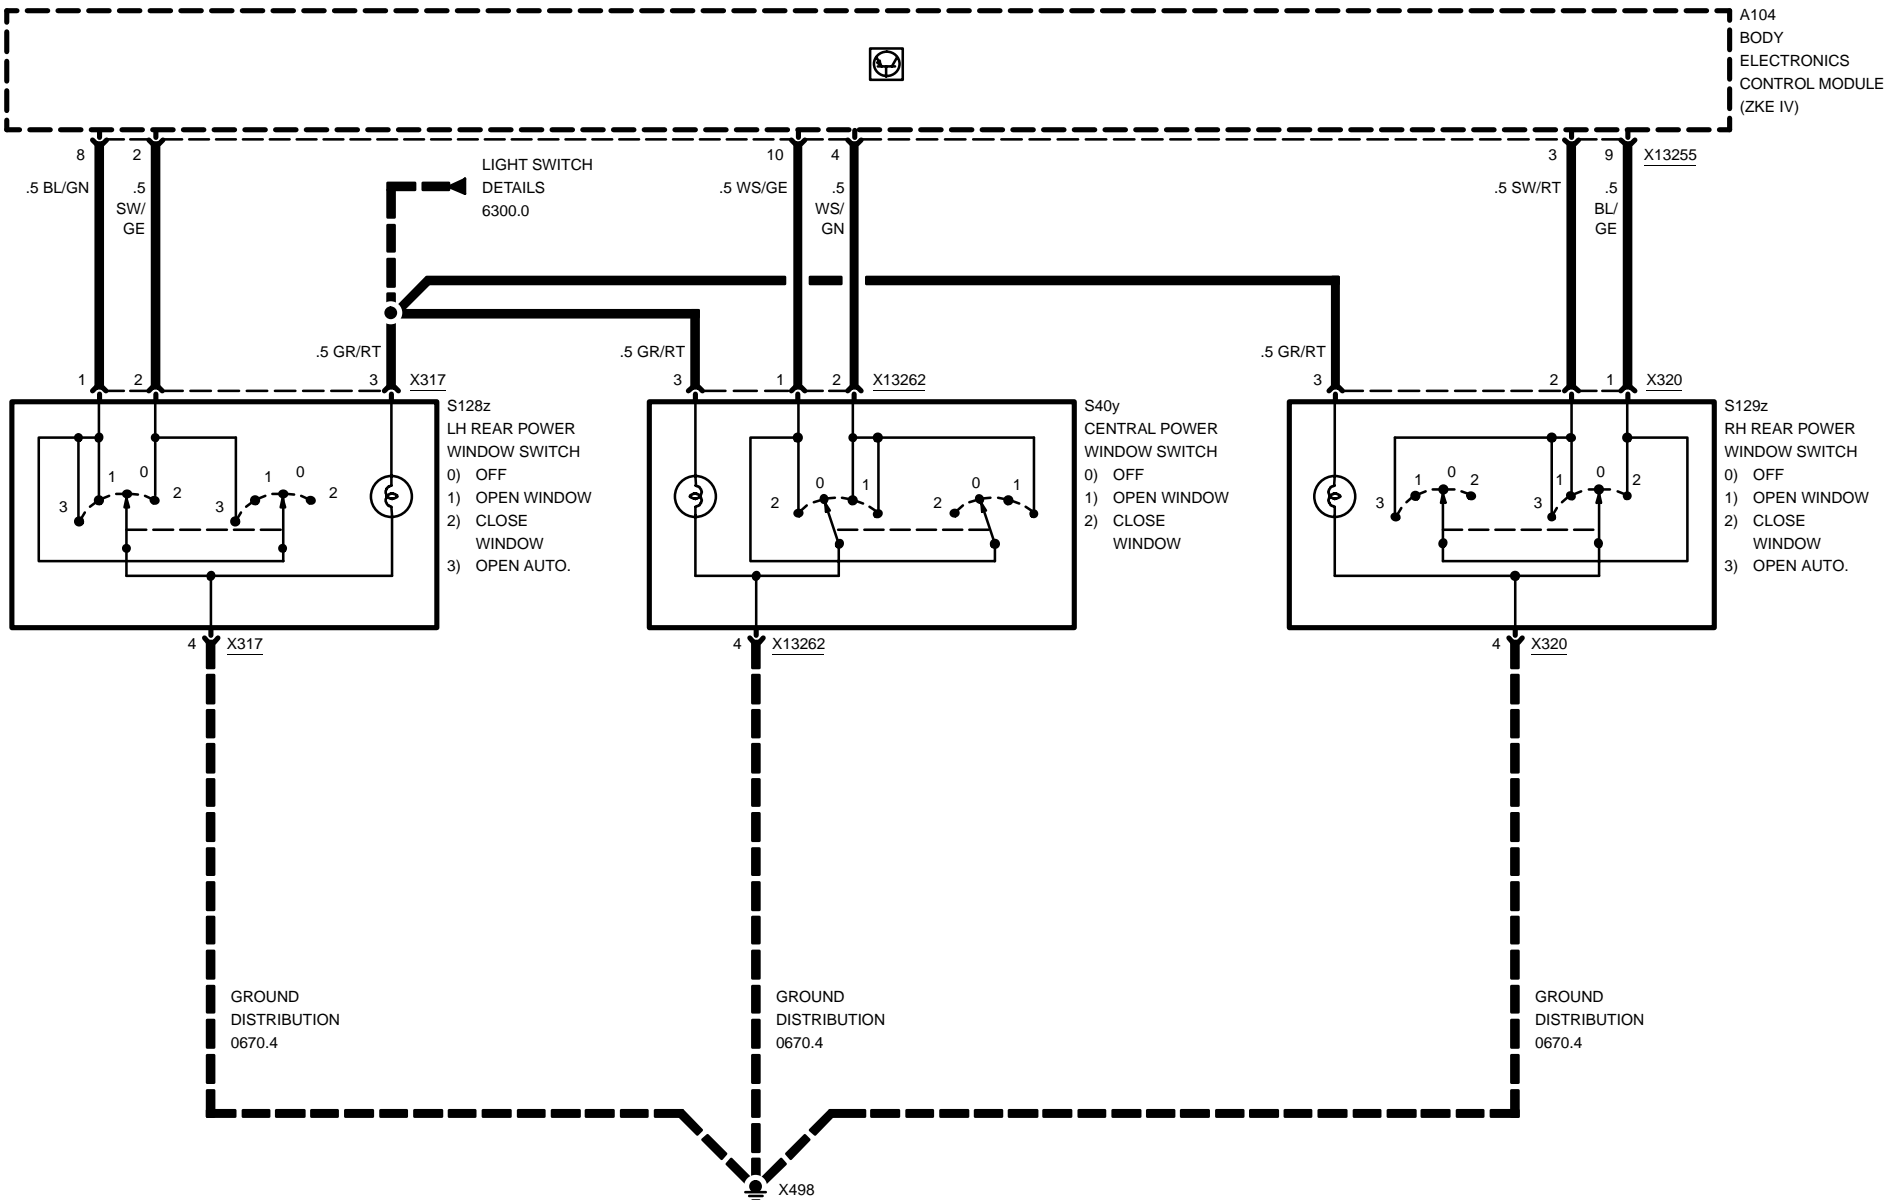 A104
BODY
ELECTRONICS
CONTROL MODULE
(ZKE IV)
8 2 10 4 3 9 X13255
.5 BL/GN
.5
SW/
GE
LIGHT SWITCH
DETAILS
6300.0
.5 WS/GE
.5
WS/
GN
.5 SW/RT
.5
BL/
GE
.5 GR/RT
.5 GR/RT
.5 GR/RT
1 2 3 X317
3 1 2 X13262
3 2 1 X320
S128z
LH REAR POWER
WINDOW SWITCH
0) OFF
1) OPEN WINDOW
2) CLOSE
WINDOW
3) OPEN AUTO.
3 1 0 2
3 1 0 2
S40y
CENTRAL POWER
WINDOW SWITCH
0) OFF
1) OPEN WINDOW
2) CLOSE
WINDOW
2 0 1
2 0 1
S129z
RH REAR POWER
WINDOW SWITCH
0) OFF
1) OPEN WINDOW
2) CLOSE
WINDOW
3) OPEN AUTO.
3 1 0 2
3 1 0 2
4 X317
4 X13262
4 X320
GROUND
DISTRIBUTION
0670.4
GROUND
DISTRIBUTION
0670.4
GROUND
DISTRIBUTION
0670.4
X498